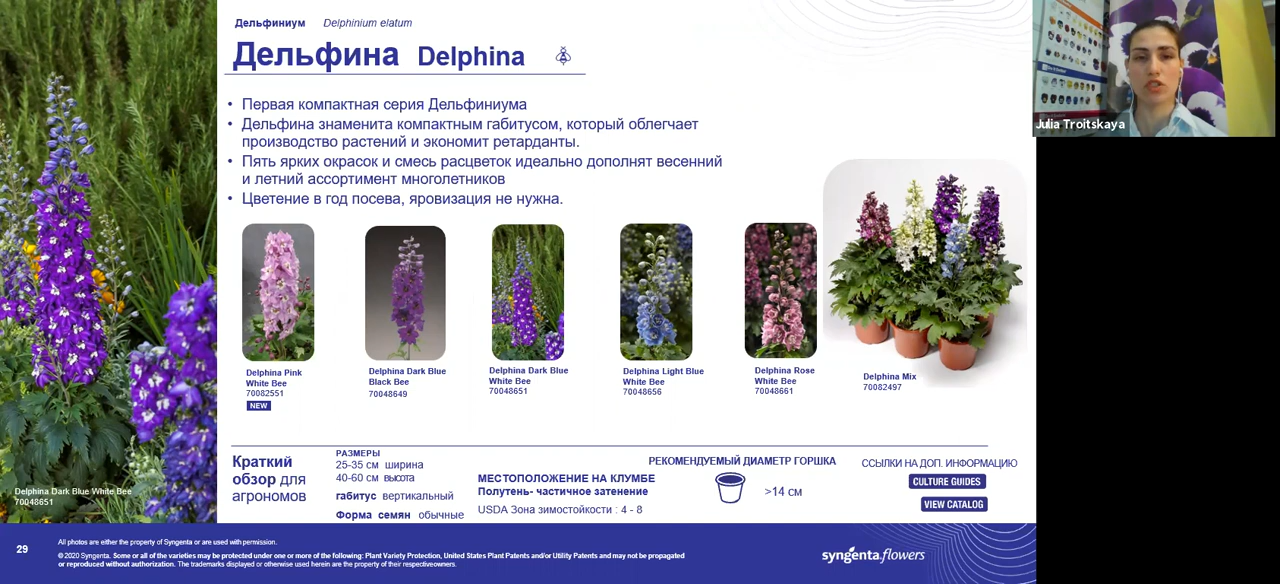 Дельфиниум Delphinium elatum
Дельфина Delphina
• Первая компактная серия Дельфиниума
• Дельфина знаменита компактным габитусом, который облегчает
производство растений и экономит ретарданты.
• Пять ярких окрасок и смесь расцветок идеально дополнят весенний
и летний ассортимент многолетников
• Цветение в год посева, яровизация не нужна.
Julia Troitskaya
Delphina Pink
White Bee
70082551
NEW
Delphina Dark Blue
Black Bee
70048649
Delphina Dark Blue
White Bee
70048651
Delphina Light Blue
White Bee
70048656
Delphina Rose
White Bee
70048661
Delphina Mix
70082497
Delphina Dark Blue White Bee
70048651
Краткий
обзор для
агрономов
РАЗМЕРЫ
25-35 см ширина
40-60 см высота
габитус вертикальный
Форма семян обычные
МЕСТОПОЛОЖЕНИЕ НА КЛУМБЕ
Полутень- частичное затенение
USDA Зона зимостойкости : 4 - 8
РЕКОМЕНДУЕМЫЙ ДИАМЕТР ГОРШКА
>14 см
ССЫЛКИ НА ДОП. ИНФОРМАЦИЮ
CULTURE GUIDES
VIEW CATALOG
29
All photos are either the property of Syngenta or are used with permission.
© 2020 Syngenta. Some or all of the varieties may be protected under one or more of the following: Plant Variety Protection, United States Plant Patents and/or Utility Patents and may not be propagated
or reproduced without authorization. The trademarks displayed or otherwise used herein are the property of their respectiveowners.
syngenta.flowers